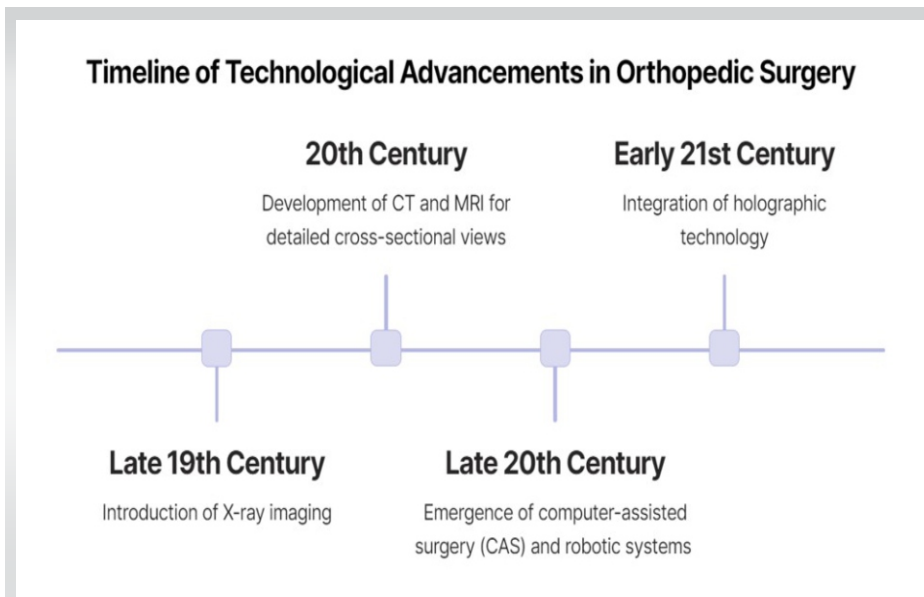 Timeline of Technological Advancements in Orthopedic Surgery
20th Century
Development of CT and MRI for
detailed cross-sectional views
Early 21st Century
Integration of holographic
technology
Late 19th Century
Introduction of X-ray imaging
Late 20th Century
Emergence of computer-assisted
surgery (CAS) and robotic systems